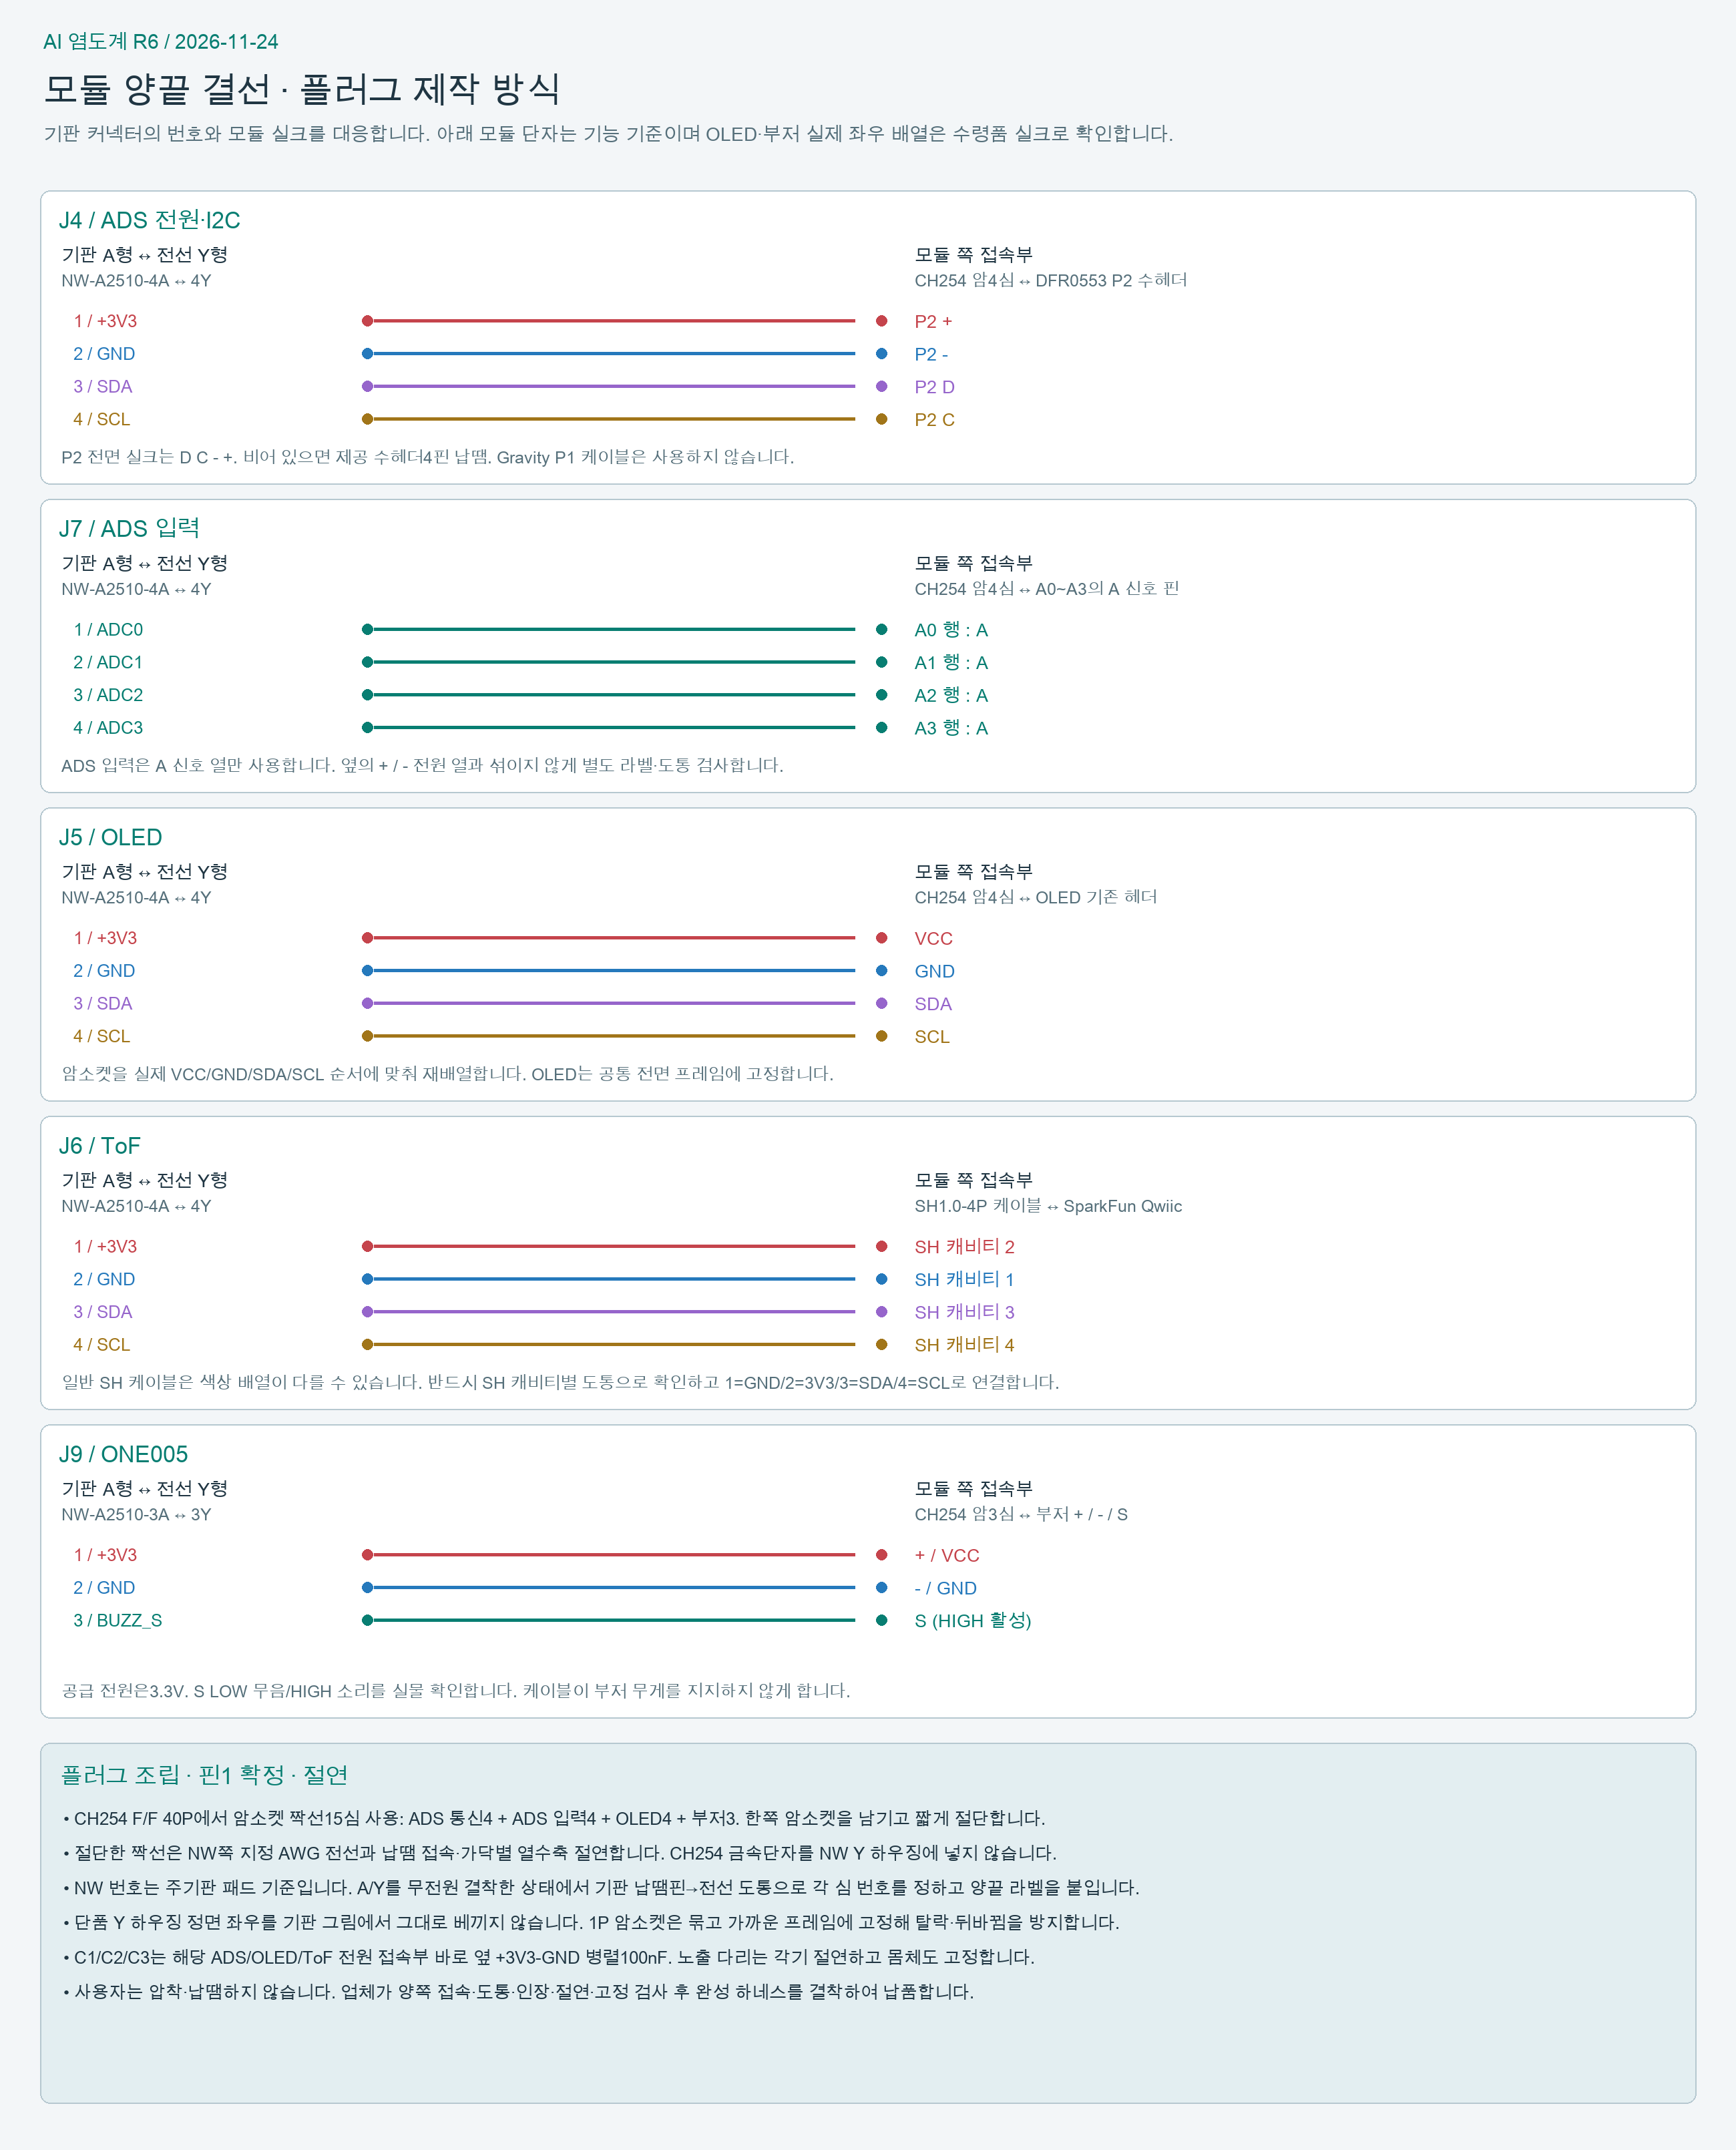 AI 염도계 R6 / 2026-11-24
모듈 양끝 결선 · 플러그 제작 방식
기판 커넥터의 번호와 모듈 실크를 대응합니다. 아래 모듈 단자는 기능 기준이며 OLED·부저 실제 좌우 배열은 수령품 실크로 확인합니다.
J4 / ADS 전원·I2C
기판 A형 ↔ 전선 Y형
모듈 쪽 접속부
NW-A2510-4A ↔ 4Y
CH254 암4심 ↔ DFR0553 P2 수헤더
1 / +3V3
P2 +
2 / GND
P2 -
3 / SDA
P2 D
4 / SCL
P2 C
P2 전면 실크는 D C - +. 비어 있으면 제공 수헤더4핀 납땜. Gravity P1 케이블은 사용하지 않습니다.
J7 / ADS 입력
기판 A형 ↔ 전선 Y형
모듈 쪽 접속부
NW-A2510-4A ↔ 4Y
CH254 암4심 ↔ A0~A3의 A 신호 핀
1 / ADC0
A0 행 : A
2 / ADC1
A1 행 : A
3 / ADC2
A2 행 : A
4 / ADC3
A3 행 : A
ADS 입력은 A 신호 열만 사용합니다. 옆의 + / - 전원 열과 섞이지 않게 별도 라벨·도통 검사합니다.
J5 / OLED
기판 A형 ↔ 전선 Y형
모듈 쪽 접속부
NW-A2510-4A ↔ 4Y
CH254 암4심 ↔ OLED 기존 헤더
1 / +3V3
VCC
2 / GND
GND
3 / SDA
SDA
4 / SCL
SCL
암소켓을 실제 VCC/GND/SDA/SCL 순서에 맞춰 재배열합니다. OLED는 공통 전면 프레임에 고정합니다.
J6 / ToF
기판 A형 ↔ 전선 Y형
모듈 쪽 접속부
NW-A2510-4A ↔ 4Y
SH1.0-4P 케이블 ↔ SparkFun Qwiic
1 / +3V3
SH 캐비티 2
2 / GND
SH 캐비티 1
3 / SDA
SH 캐비티 3
4 / SCL
SH 캐비티 4
일반 SH 케이블은 색상 배열이 다를 수 있습니다. 반드시 SH 캐비티별 도통으로 확인하고 1=GND/2=3V3/3=SDA/4=SCL로 연결합니다.
J9 / ONE005
기판 A형 ↔ 전선 Y형
모듈 쪽 접속부
NW-A2510-3A ↔ 3Y
CH254 암3심 ↔ 부저 + / - / S
1 / +3V3
+ / VCC
2 / GND
- / GND
3 / BUZZ_S
S (HIGH 활성)
공급 전원은3.3V. S LOW 무음/HIGH 소리를 실물 확인합니다. 케이블이 부저 무게를 지지하지 않게 합니다.
플러그 조립 · 핀1 확정 · 절연
• CH254 F/F 40P에서 암소켓 짝선15심 사용: ADS 통신4 + ADS 입력4 + OLED4 + 부저3. 한쪽 암소켓을 남기고 짧게 절단합니다.
• 절단한 짝선은 NW쪽 지정 AWG 전선과 납땜 접속·가닥별 열수축 절연합니다. CH254 금속단자를 NW Y 하우징에 넣지 않습니다.
• NW 번호는 주기판 패드 기준입니다. A/Y를 무전원 결착한 상태에서 기판 납땜핀→전선 도통으로 각 심 번호를 정하고 양끝 라벨을 붙입니다.
• 단품 Y 하우징 정면 좌우를 기판 그림에서 그대로 베끼지 않습니다. 1P 암소켓은 묶고 가까운 프레임에 고정해 탈락·뒤바뀜을 방지합니다.
• C1/C2/C3는 해당 ADS/OLED/ToF 전원 접속부 바로 옆 +3V3-GND 병렬100nF. 노출 다리는 각기 절연하고 몸체도 고정합니다.
• 사용자는 압착·납땜하지 않습니다. 업체가 양쪽 접속·도통·인장·절연·고정 검사 후 완성 하네스를 결착하여 납품합니다.